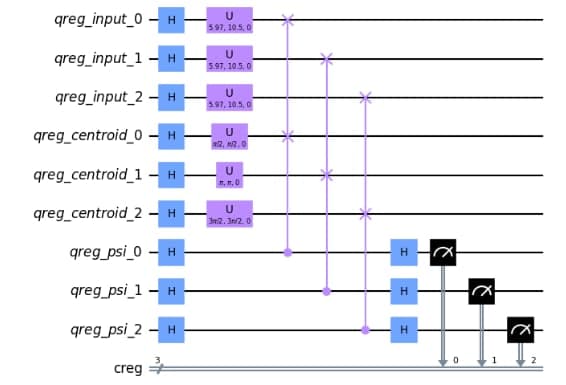 qreg_input_0 H U 5.97, 10.5, 0
qreg_input_1 H U 5.97, 10.5, 0
qreg_input_2 H U 5.97, 10.5, 0
qreg_centroid_0 H U π/2, π/2, 0
qreg_centroid_1 H U π, π, 0
qreg_centroid_2 H U 3π/2, 3π/2, 0
qreg_psi_0 H H
qreg_psi_1 H H
qreg_psi_2 H H
creg 3 0 1 2